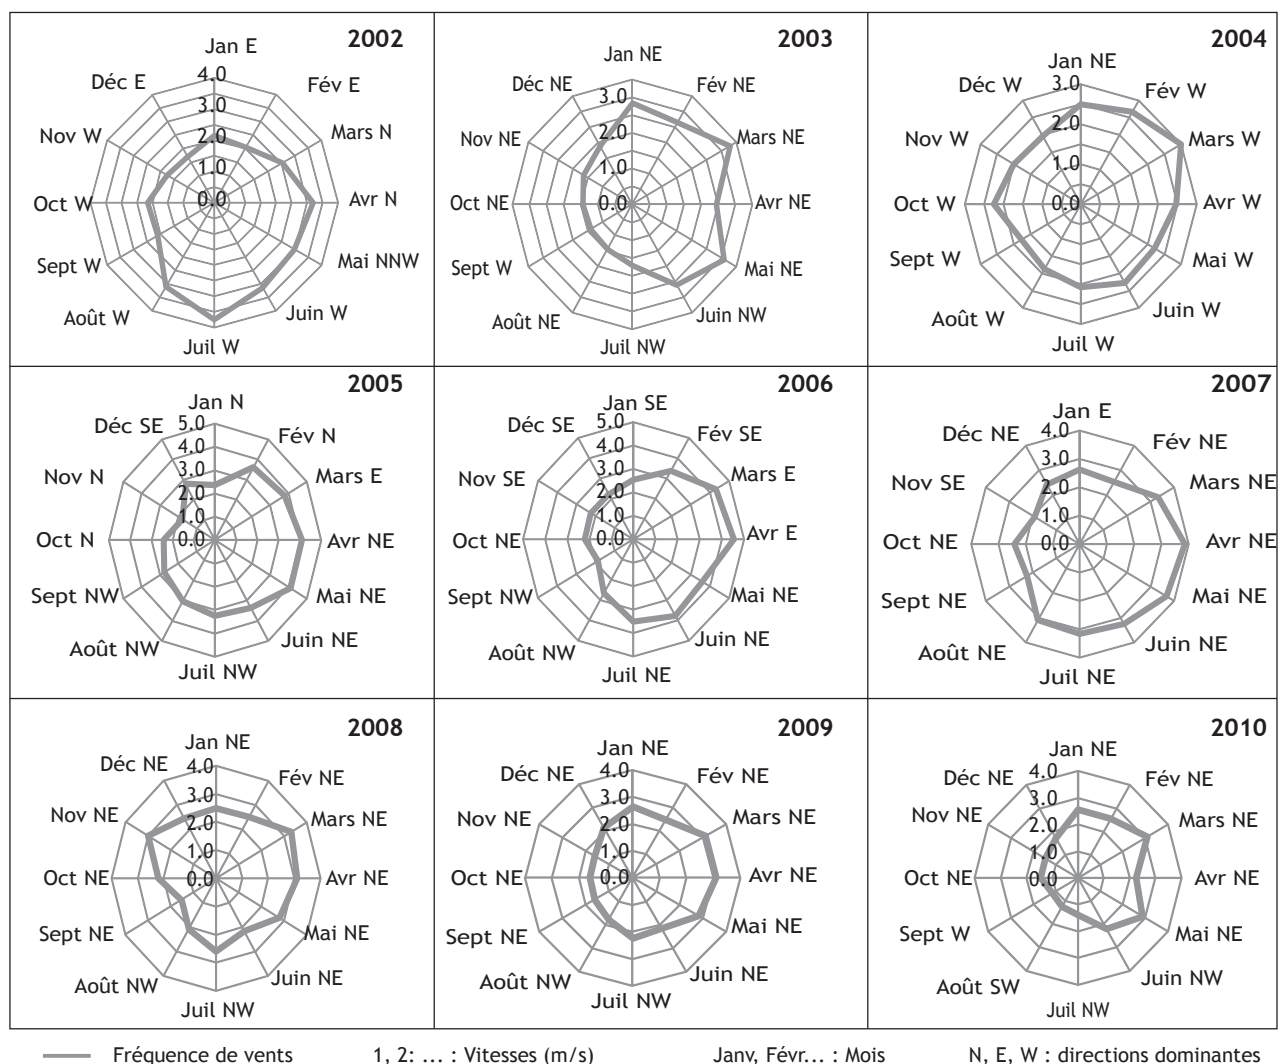 2002
Jan E
Fév E
Mars N
Avr N
Mai NNW
Juin W
Juil W
Août W
Sept W
Oct W
Nov W
Déc E
4.0
3.0
2.0
1.0
0.0
2003
Jan NE
Fév NE
Mars NE
Avr NE
Mai NE
Juin NW
Juil NW
Août NE
Sept W
Oct NE
Nov NE
Déc NE
3.0
2.0
1.0
0.0
2004
Jan NE
Fév W
Mars W
Avr W
Mai W
Juin W
Juil W
Août W
Sept W
Oct W
Nov W
Déc W
3.0
2.0
1.0
0.0
2005
Jan N
Fév N
Mars E
Avr NE
Mai NE
Juin NE
Juil NW
Août NW
Sept NW
Oct N
Nov N
Déc SE
5.0
4.0
3.0
2.0
1.0
0.0
2006
Jan SE
Fév SE
Mars E
Avr E
Mai NE
Juin NE
Juil NE
Août NW
Sept NW
Oct NE
Nov SE
Déc SE
5.0
4.0
3.0
2.0
1.0
0.0
2007
Jan E
Fév NE
Mars NE
Avr NE
Mai NE
Juin NE
Juil NE
Août NE
Sept NE
Oct NE
Nov SE
Déc NE
4.0
3.0
2.0
1.0
0.0
2008
Jan NE
Fév NE
Mars NE
Avr NE
Mai NE
Juin NE
Juil NW
Août NW
Sept NE
Oct NE
Nov NE
Déc NE
4.0
3.0
2.0
1.0
0.0
2009
Jan NE
Fév NE
Mars NE
Avr NE
Mai NE
Juin NE
Juil NW
Août NW
Sept NE
Oct NE
Nov NE
Déc NE
4.0
3.0
2.0
1.0
0.0
2010
Jan NE
Fév NE
Mars NE
Avr NE
Mai NE
Juin NW
Juil NW
Août SW
Sept W
Oct NE
Nov NE
Déc NE
4.0
3.0
2.0
1.0
0.0
Fréquence de vents 1, 2: ... : Vitesses (m/s) Janv, Févr... : Mois N, E, W : directions dominantes